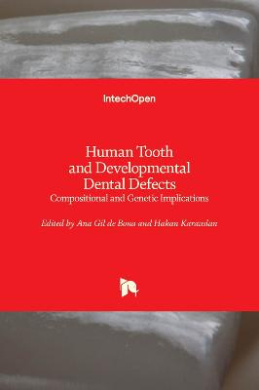 IntechOpen
Human Tooth
and Developmental
Dental Defects
Compositional and Genetic Implications
Edited by Ana Gil de Bona and Hakan Karaaslan